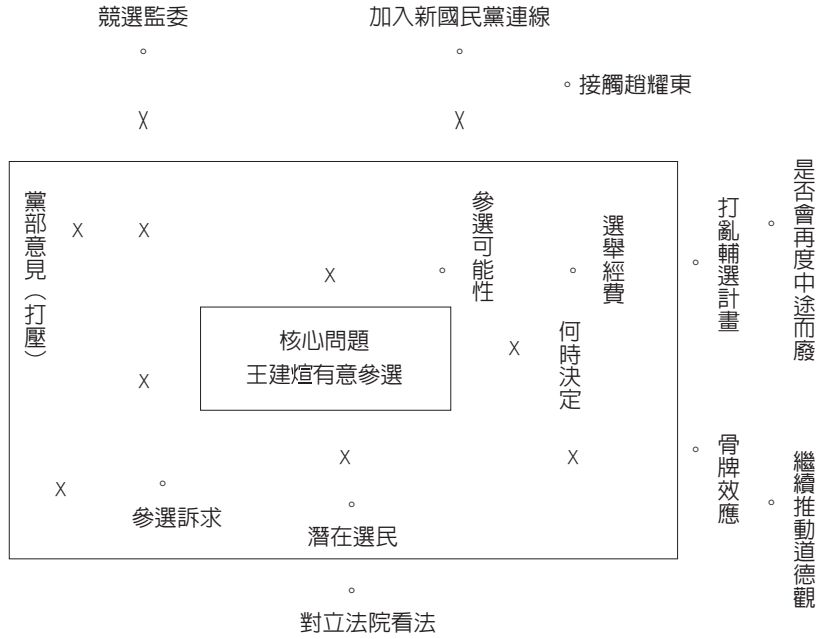 競選監委
加入新國民黨連線
。
。
。接觸趙耀東
X
X
黨部意見（打壓）
X
X
參選可能性
選舉經費
打亂輔選計畫
是否會再度中途而廢
。
。
。
。
X
核心問題
王建煊有意參選
X
何時決定
X
X
X
X
。
參選訴求
。
潛在選民
。
骨牌效應
。
繼續推動道德觀
。
對立法院看法